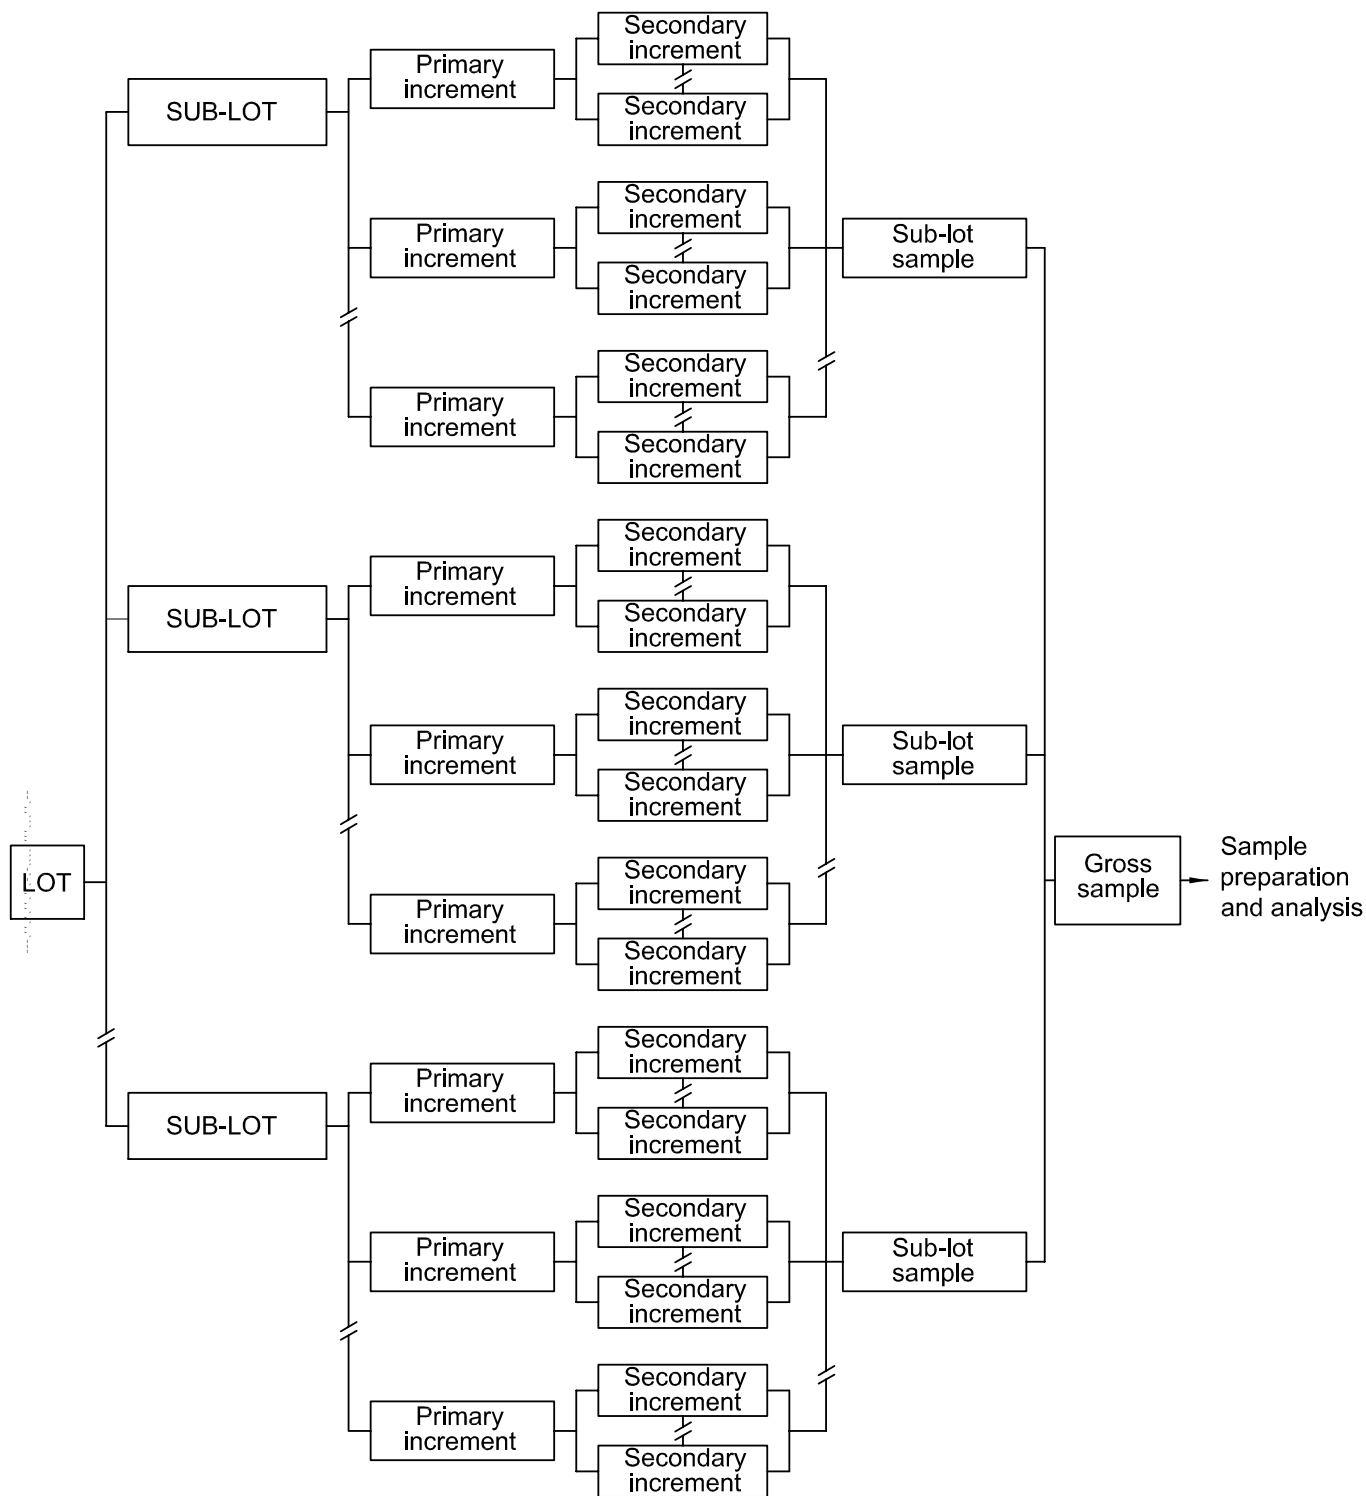 Secondary
increment
Primary
increment
SUB-LOT
Secondary
increment
Secondary
increment
Primary
increment
Sub-lot
sample
Secondary
increment
Secondary
increment
Primary
increment
Secondary
increment
Secondary
increment
Primary
increment
SUB-LOT
Secondary
increment
Secondary
increment
Primary
increment
Sub-lot
sample
Secondary
increment
LOT
Gross
sample
Sample
preparation
and analysis
Secondary
increment
Primary
increment
Secondary
increment
Secondary
increment
Primary
increment
SUB-LOT
Secondary
increment
Secondary
increment
Primary
increment
Sub-lot
sample
Secondary
increment
Secondary
increment
Primary
increment
Secondary
increment